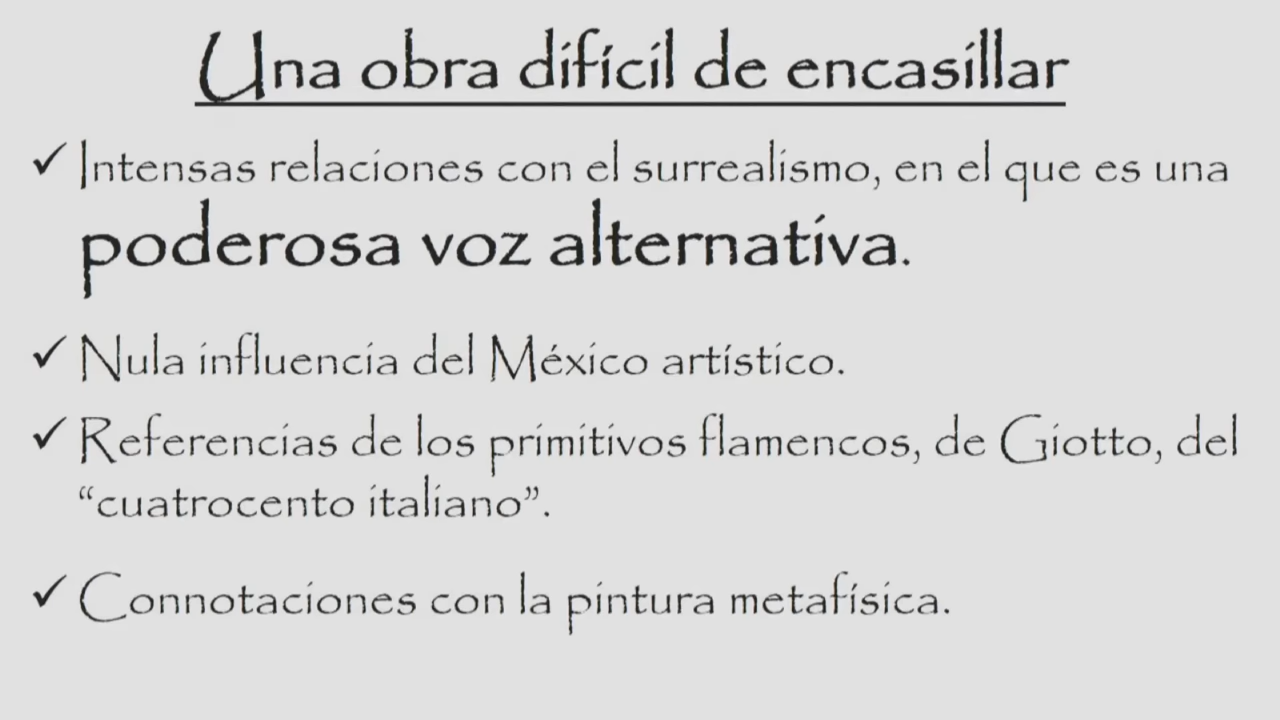 Una obra difícil de encasillar
✓ Intensas relaciones con el surrealismo, en el que es una
poderosa voz alternativa.
✓ Nula influencia del México artístico.
✓ Referencias de los primitivos flamencos, de Giotto, del
“cuatrocento italiano”.
✓ Connotaciones con la pintura metafísica.